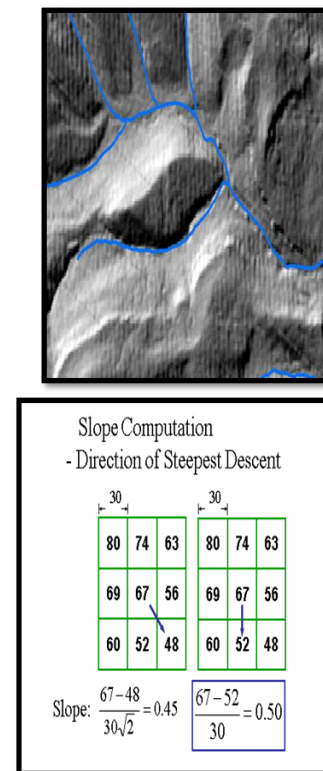 Slope Computation
- Direction of Steepest Descent
30 30
80 74 63 80 74 63
69 67 56 69 67 56
60 52 48 60 52 48
Slope: (67-48)/(30√2) = 0.45 (67-52)/30 = 0.50